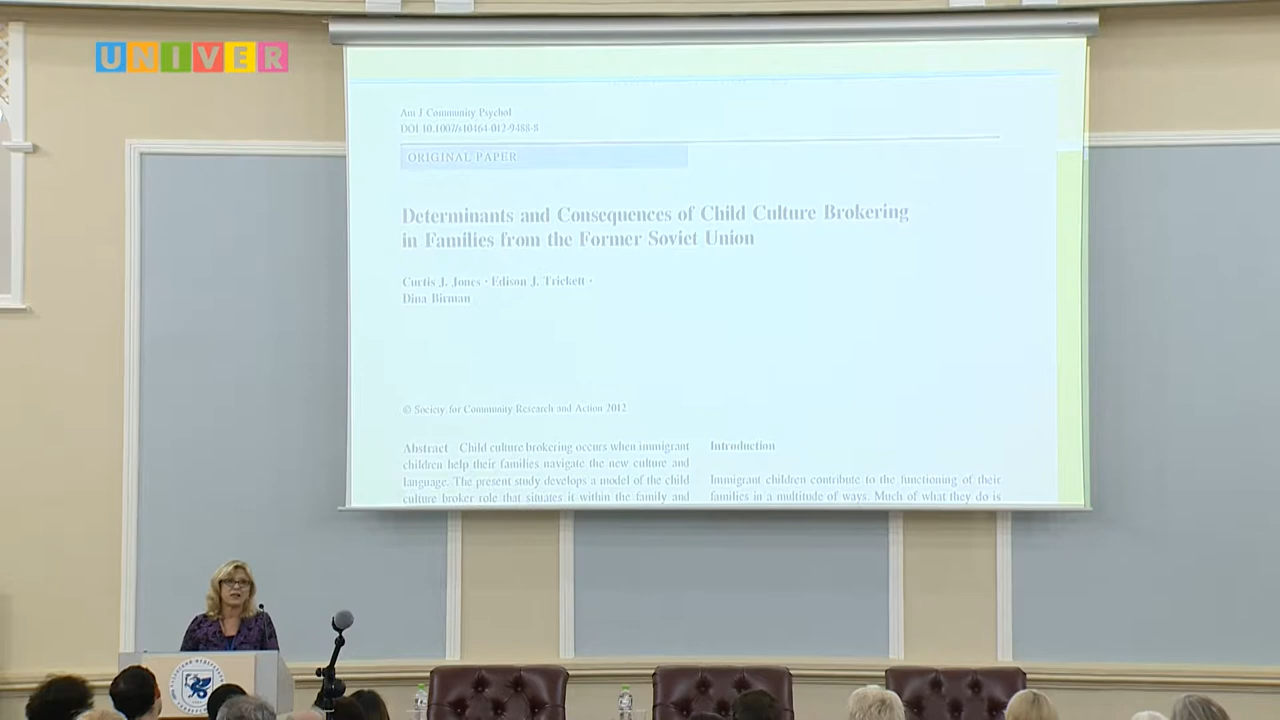 UNIVER
Am J Community Psychol
DOI 10.1007/s10464-012-9488-8
ORIGINAL PAPER
Determinants and Consequences of Child Culture Brokering
in Families from the Former Soviet Union
Curtis J. Jones · Edison J. Trickett ·
Dina Birman
© Society for Community Research and Action 2012
Abstract Child culture brokering occurs when immigrant
children help their families navigate the new culture and
language. The present study develops a model of the child
culture broker role that situates it within the family and
Introduction
Immigrant children contribute to the functioning of their
families in a multitude of ways. Much of what they do is